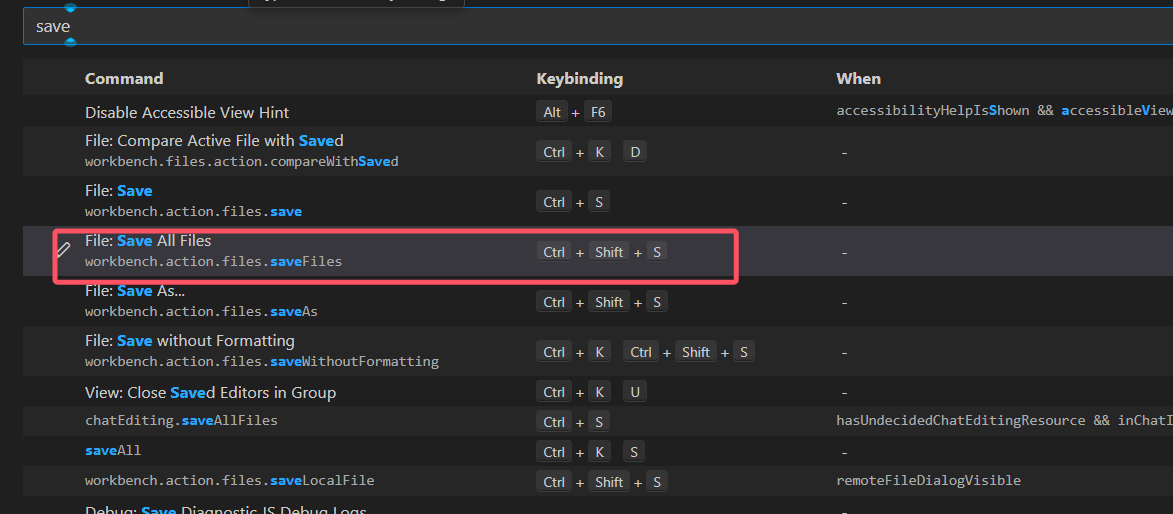 save
Command Keybinding When
Disable Accessible View Hint Alt + F6 accessibilityHelpIsShown && accessibleView
File: Compare Active File with Saved
workbench.files.action.compareWithSaved Ctrl + K D -
File: Save
workbench.action.files.save Ctrl + S -
File: Save All Files
workbench.action.files.saveFiles Ctrl + Shift + S -
File: Save As...
workbench.action.files.saveAs Ctrl + Shift + S -
File: Save without Formatting
workbench.action.files.saveWithoutFormatting Ctrl + K Ctrl + Shift + S -
View: Close Saved Editors in Group Ctrl + K U -
chatEditing.saveAllFiles Ctrl + S hasUndecidedChatEditingResource && inChatI
saveAll Ctrl + K S -
workbench.action.files.saveLocalFile Ctrl + Shift + S remoteFileDialogVisible
Debug: Save Diagnostic JS Debug Logs -